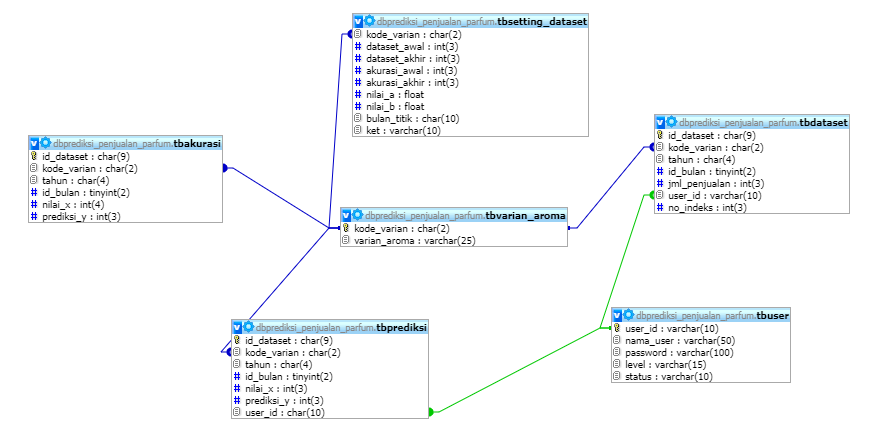 dbprediksi_penjualan_parfum.tbsetting_dataset
kode_varian : char(2)
# dataset_awal : int(3)
# dataset_akhir : int(3)
# akurasi_awal : int(3)
# akurasi_akhir : int(3)
# nilai_a : float
# nilai_b : float
bulan_titik : char(10)
ket : varchar(10)
dbprediksi_penjualan_parfum.tbakurasi
id_dataset : char(9)
kode_varian : char(2)
tahun : char(4)
# id_bulan : tinyint(2)
# nilai_x : int(4)
# prediksi_y : int(3)
dbprediksi_penjualan_parfum.tbdataset
id_dataset : char(9)
kode_varian : char(2)
tahun : char(4)
# id_bulan : tinyint(2)
# jml_penjualan : int(3)
user_id : varchar(10)
# no_indeks : int(3)
dbprediksi_penjualan_parfum.tbvarian_aroma
kode_varian : char(2)
varian_aroma : varchar(25)
dbprediksi_penjualan_parfum.tbprediksi
id_dataset : char(9)
kode_varian : char(2)
tahun : char(4)
# id_bulan : tinyint(2)
# nilai_x : int(3)
# prediksi_y : int(3)
user_id : char(10)
dbprediksi_penjualan_parfum.tbuser
user_id : varchar(10)
nama_user : varchar(50)
password : varchar(100)
level : varchar(15)
status : varchar(10)